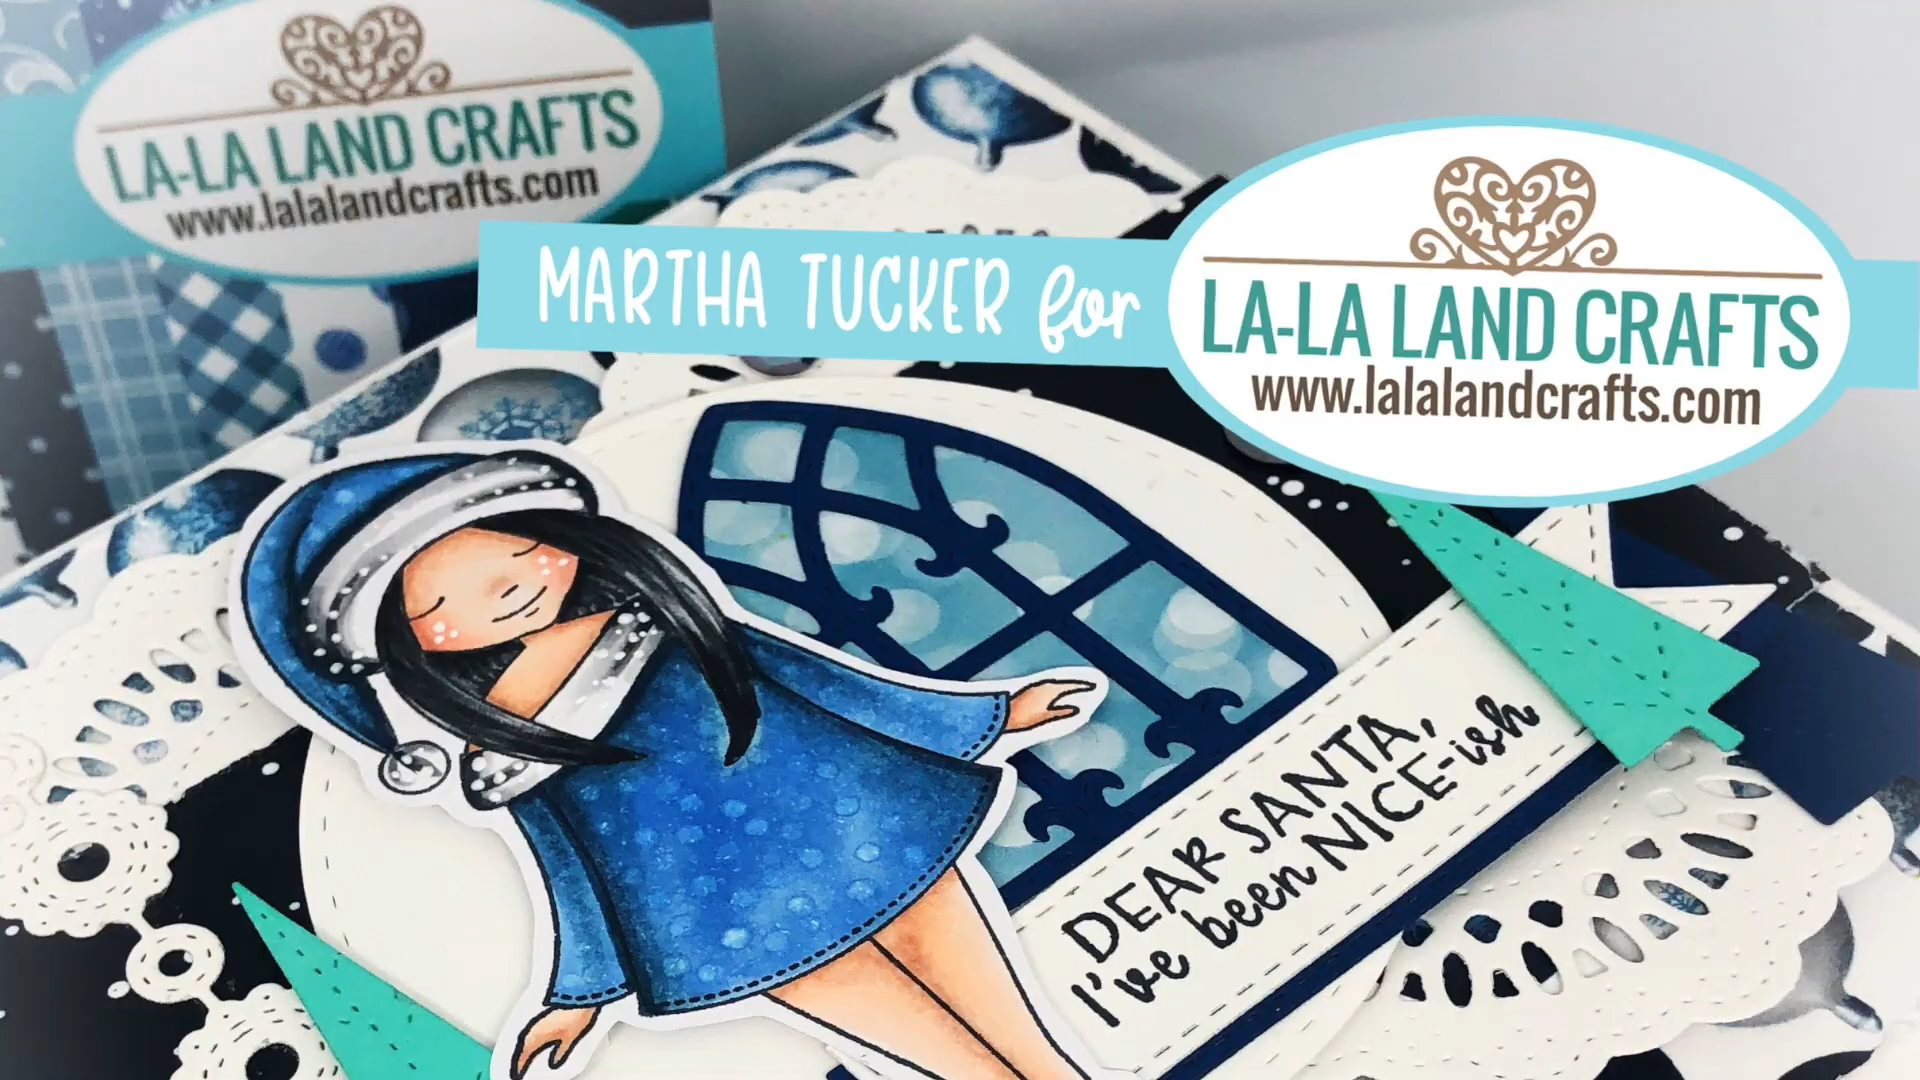 LA-LA LAND CRAFTS
www.lalalandcrafts.com
MARTHA TUCKER for
LA-LA LAND CRAFTS
www.lalalandcrafts.com
DEAR SANTA,
I've been NICE-ish